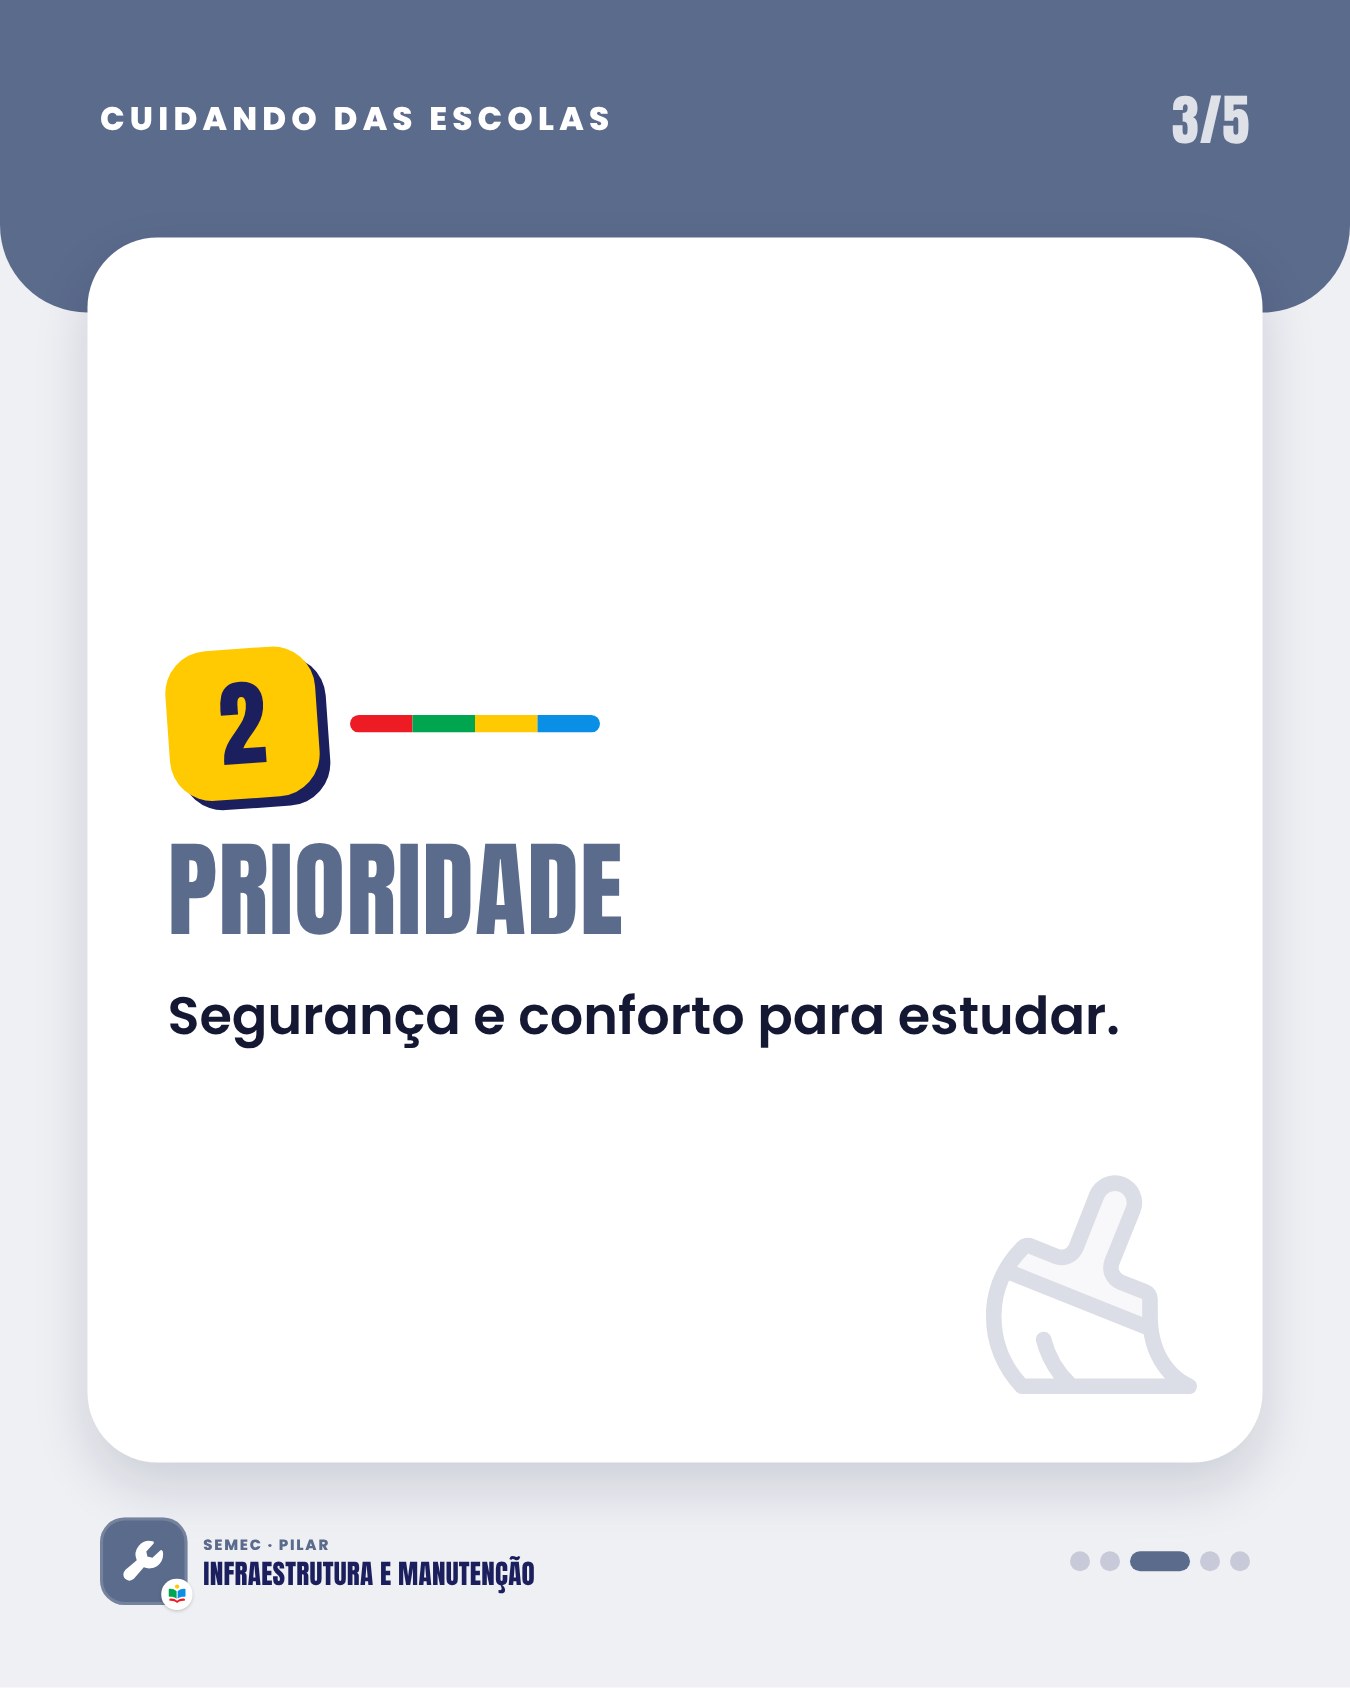 CUIDANDO DAS ESCOLAS
3/5
2
PRIORIDADE
Segurança e conforto para estudar.
SEMEC · PILAR
INFRAESTRUTURA E MANUTENÇÃO